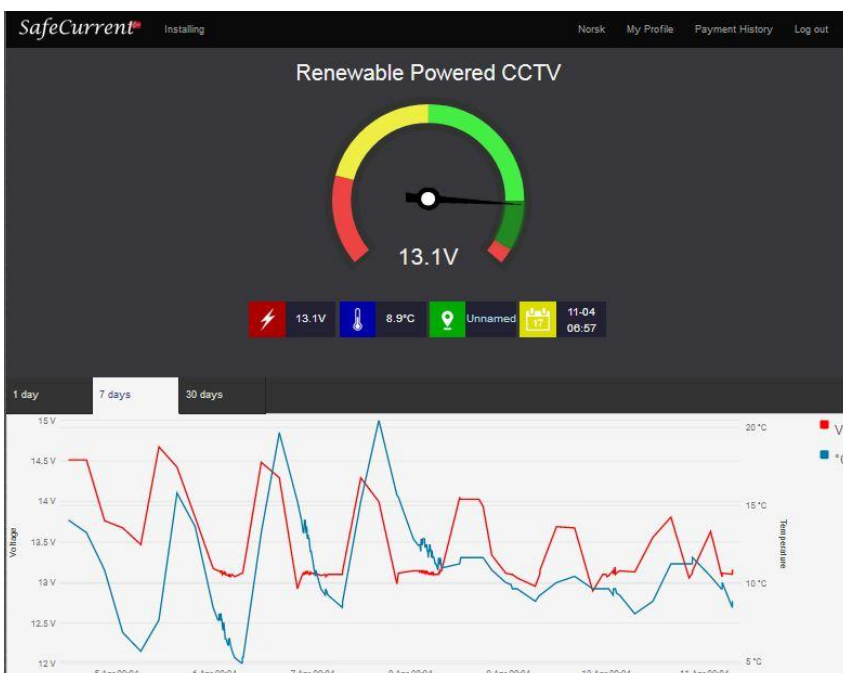 SafeCurrent Installing Norsk My Profile Payment History Log out
Renewable Powered CCTV
13.1V
13.1V 8.9°C Unnamed 17 11-04
06:57
1 day 7 days 30 days
15 V
14.5 V
14 V
13.5 V
13 V
12.5 V
12 V
Voltage
20 °C
15 °C
10 °C
5 °C
Temperature
V